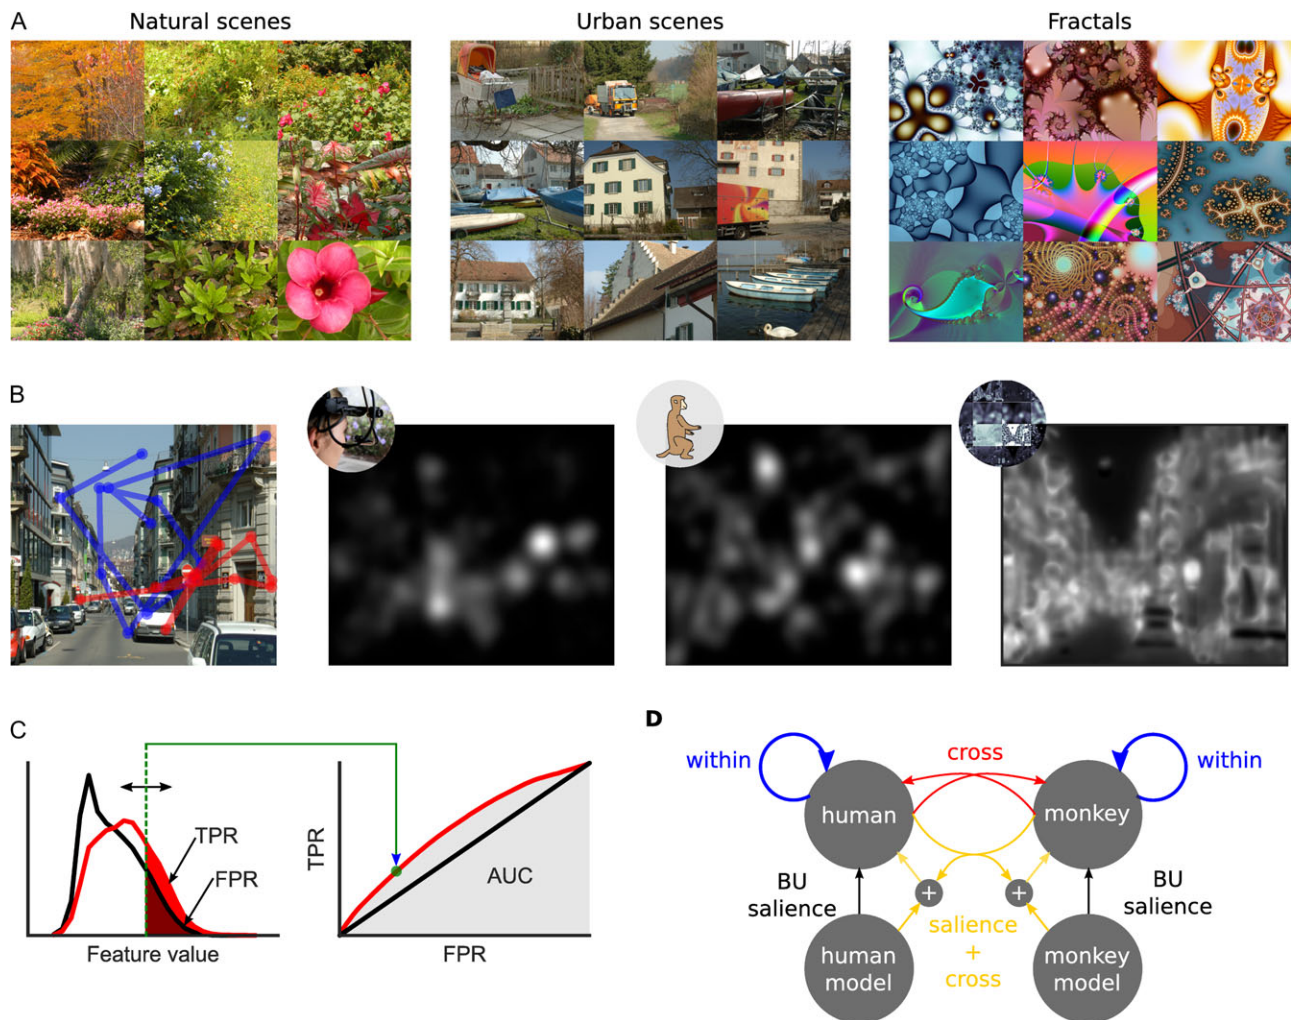 A
Natural scenes
Urban scenes
Fractals
B
C
TPR
FPR
Feature value
TPR
AUC
FPR
D
within
cross
within
human
monkey
BU
salience
+
+
BU
salience
salience
+
cross
human
model
monkey
model